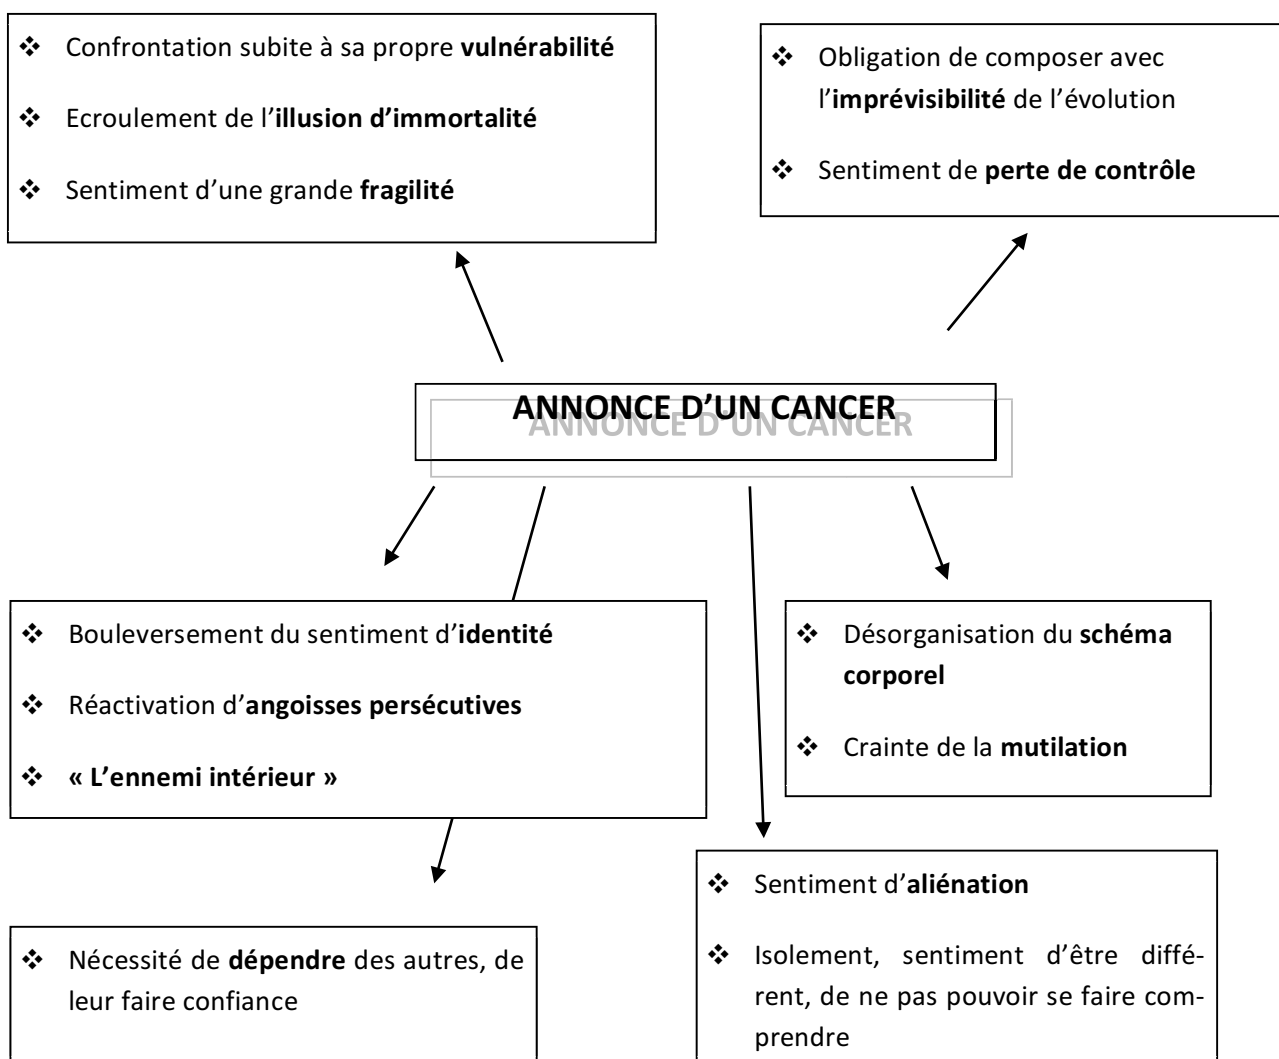 ❖ Confrontation subite à sa propre vulnérabilité
❖ Ecroulement de l’illusion d’immortalité
❖ Sentiment d’une grande fragilité
❖ Obligation de composer avec
l’imprévisibilité de l’évolution
❖ Sentiment de perte de contrôle
ANNONCE D’UN CANCER
❖ Bouleversement du sentiment d’identité
❖ Réactivation d’angoisses persécutives
❖ « L’ennemi intérieur »
❖ Désorganisation du schéma
corporel
❖ Crainte de la mutilation
❖ Nécessité de dépendre des autres, de
leur faire confiance
❖ Sentiment d’aliénation
❖ Isolement, sentiment d’être diffé-
rent, de ne pas pouvoir se faire com-
prendre